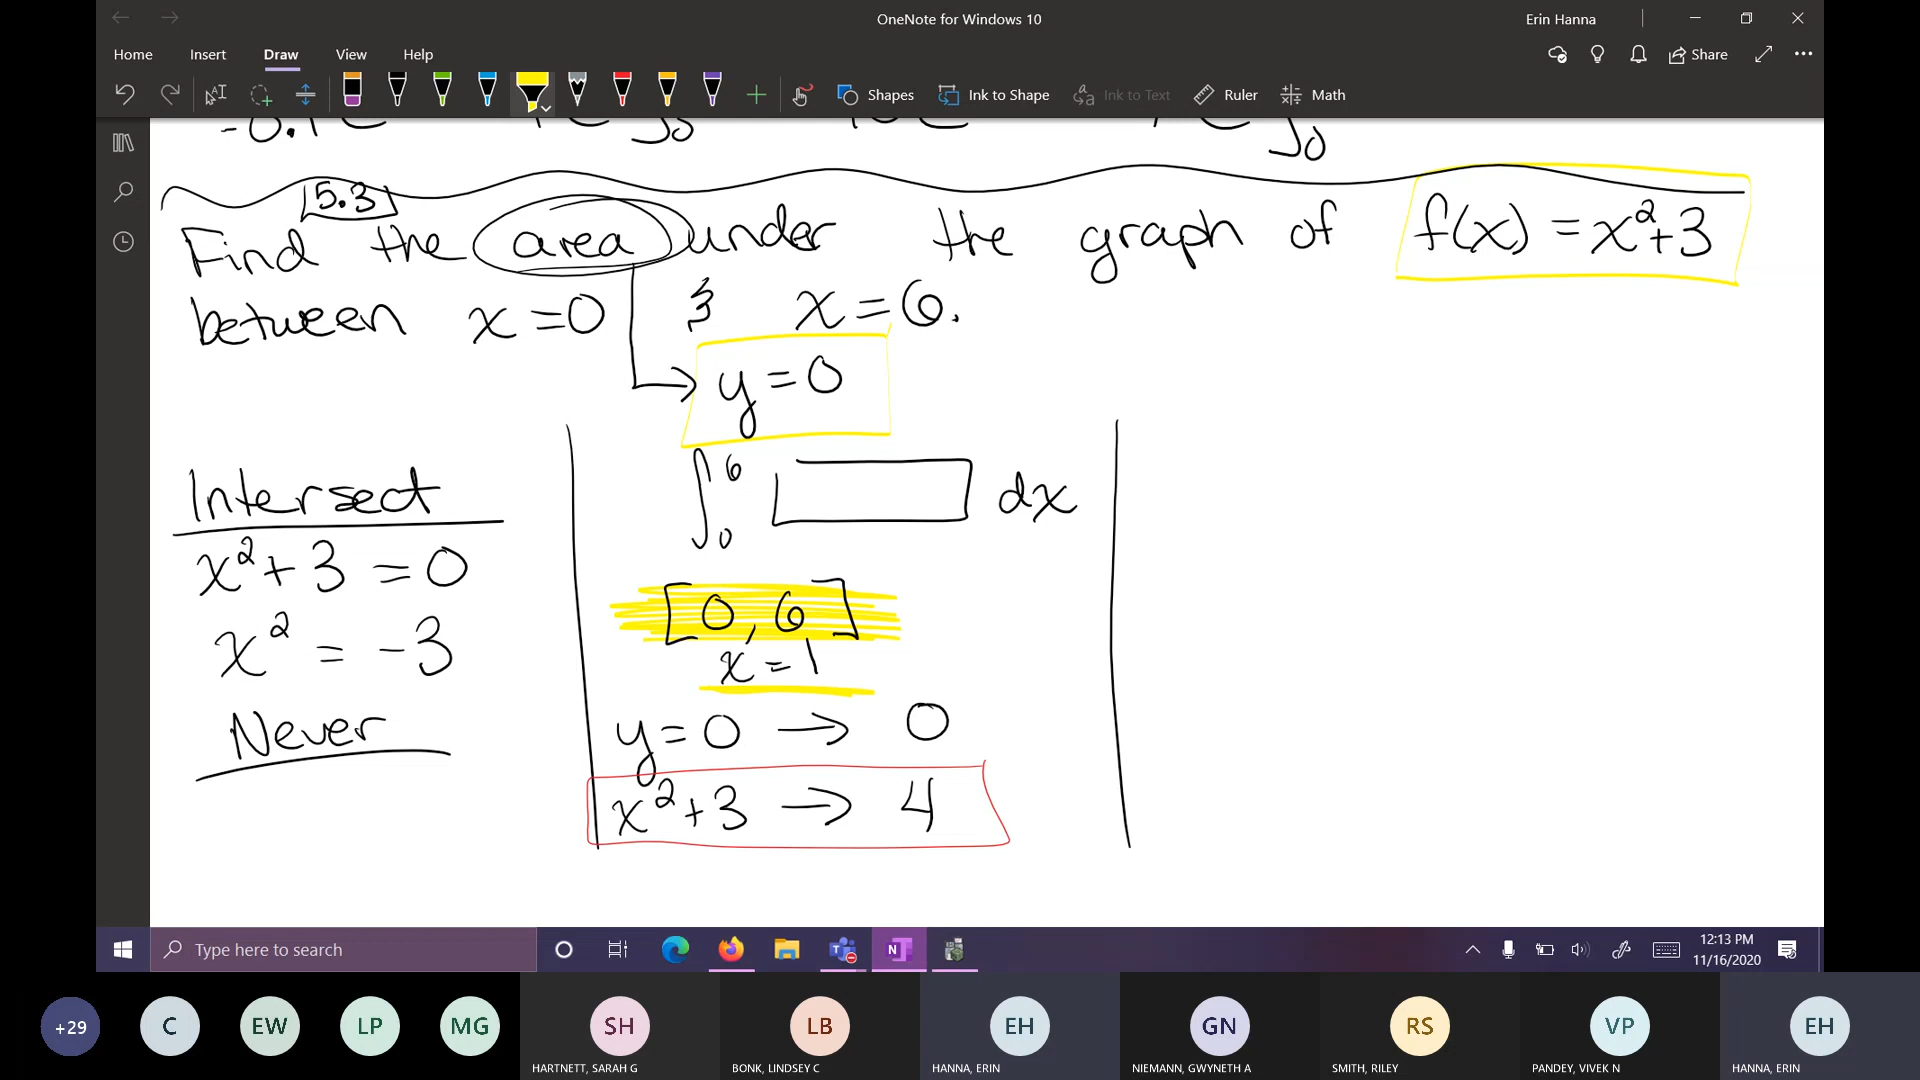 OneNote for Windows 10
Erin Hanna
Home Insert Draw View Help
Share
Shapes Ink to Shape Ink to Text Ruler Math
5.3
Find the area under the graph of f(x) = x²+3
between x=0 & x=6.
y=0
Intersect
x²+3 = 0
x² = -3
Never
∫₀⁶ dx
[0, 6]
x=1
y=0 → 0
x²+3 → 4
Type here to search
12:13 PM
11/16/2020
+29 C EW LP MG SH LB EH GN RS VP EH
HARTNETT, SARAH G BONK, LINDSEY C HANNA, ERIN NIEMANN, GWYNETH A SMITH, RILEY PANDEY, VIVEK N HANNA, ERIN